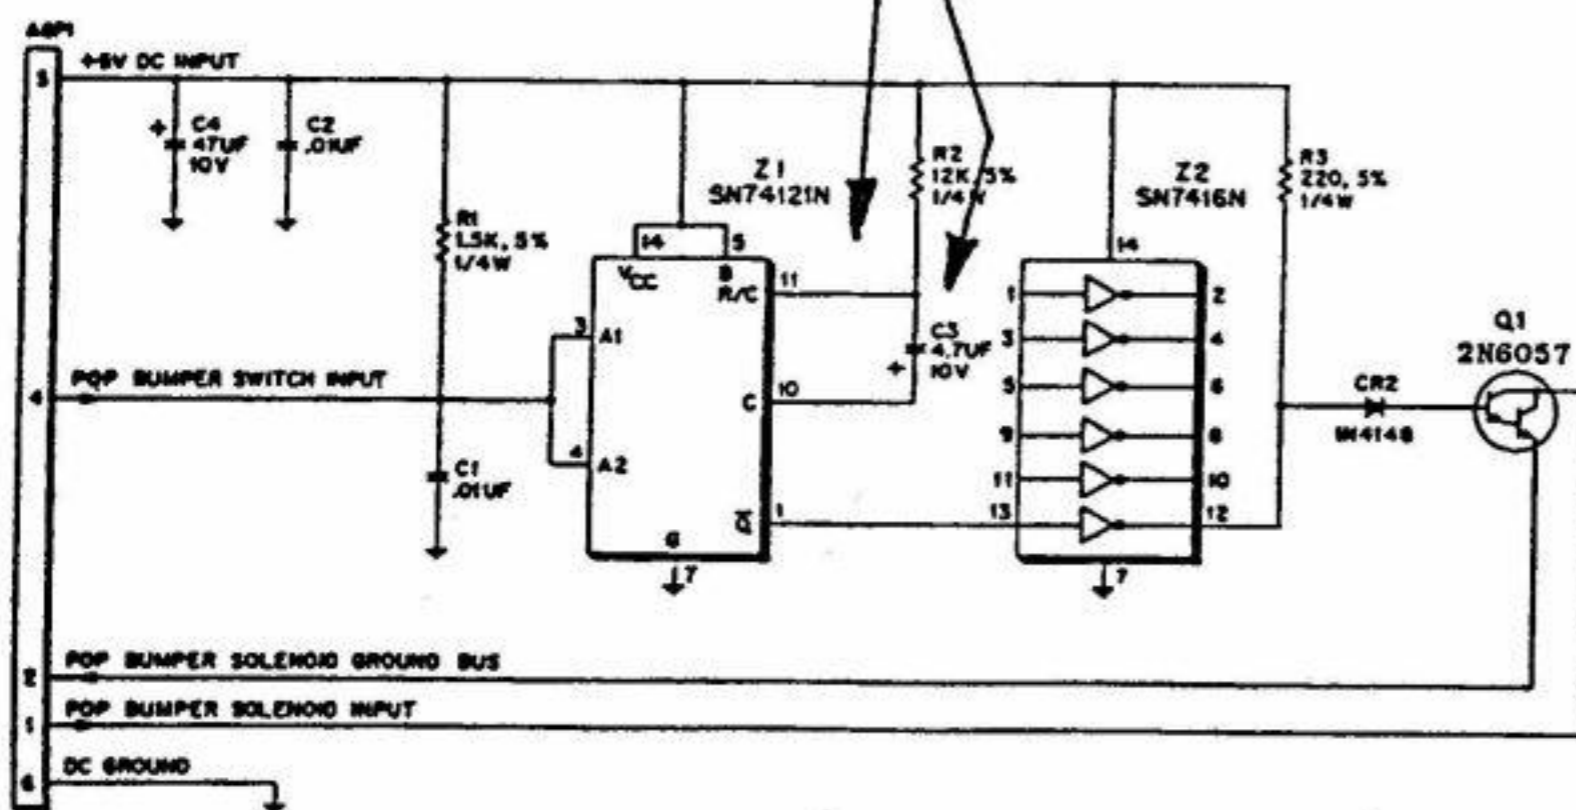 A8P1
+5V DC INPUT
5
+
C4
47UF
10V
C2
.01UF
R1
1.5K, 5%
1/4W
Z1
SN74121N
R2
12K, 5%
1/4W
Z2
SN7416N
R3
220, 5%
1/4W
14
5
VCC
B
R/C
11
3
A1
4
A2
C
10
Q
1
G
7
C3
4.7UF
10V
+
14
1
2
3
4
5
6
9
8
11
10
13
12
7
Q1
2N6057
CR2
1N4148
4
POP BUMPER SWITCH INPUT
C1
.01UF
2
POP BUMPER SOLENOID GROUND BUS
1
POP BUMPER SOLENOID INPUT
6
DC GROUND